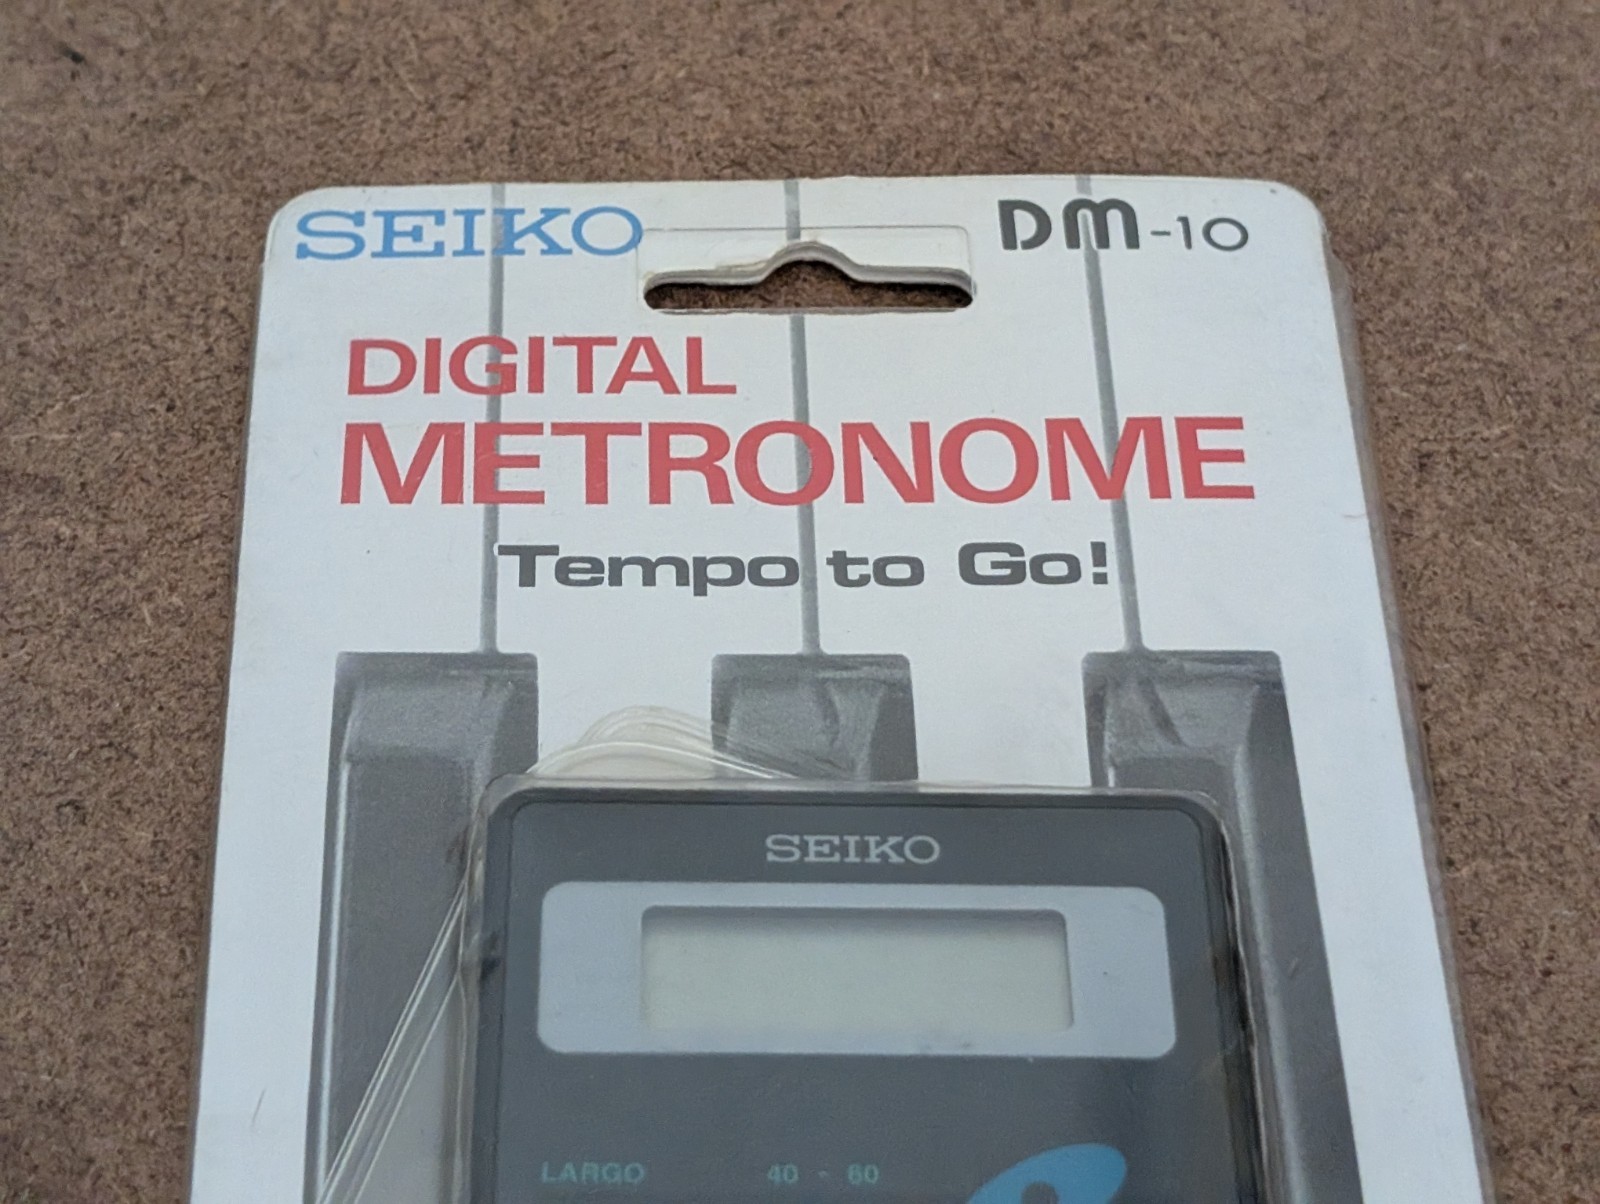 SEIKO DM-10
DIGITAL
METRONOME
Tempo to Go!
SEIKO
LARGO 40 - 60